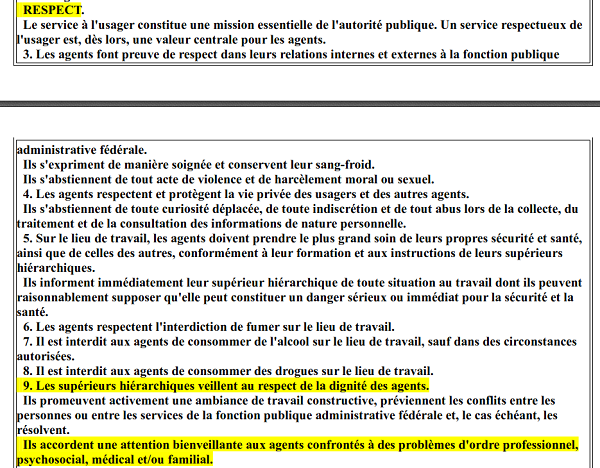 RESPECT.
Le service à l'usager constitue une mission essentielle de l'autorité publique. Un service respectueux de
l'usager est, dès lors, une valeur centrale pour les agents.
3. Les agents font preuve de respect dans leurs relations internes et externes à la fonction publique
administrative fédérale.
Ils s'expriment de manière soignée et conservent leur sang-froid.
Ils s'abstiennent de tout acte de violence et de harcèlement moral ou sexuel.
4. Les agents respectent et protègent la vie privée des usagers et des autres agents.
Ils s'abstiennent de toute curiosité déplacée, de toute indiscrétion et de tout abus lors de la collecte, du
traitement et de la consultation des informations de nature personnelle.
5. Sur le lieu de travail, les agents doivent prendre le plus grand soin de leurs propres sécurité et santé,
ainsi que de celles des autres, conformément à leur formation et aux instructions de leurs supérieurs
hiérarchiques.
Ils informent immédiatement leur supérieur hiérarchique de toute situation au travail dont ils peuvent
raisonnablement supposer qu'elle peut constituer un danger sérieux ou immédiat pour la sécurité et la
santé.
6. Les agents respectent l'interdiction de fumer sur le lieu de travail.
7. Il est interdit aux agents de consommer de l'alcool sur le lieu de travail, sauf dans des circonstances
autorisées.
8. Il est interdit aux agents de consommer des drogues sur le lieu de travail.
9. Les supérieurs hiérarchiques veillent au respect de la dignité des agents.
Ils promeuvent activement une ambiance de travail constructive, préviennent les conflits entre les
personnes ou entre les services de la fonction publique administrative fédérale et, le cas échéant, les
résolvent.
Ils accordent une attention bienveillante aux agents confrontés à des problèmes d'ordre professionnel,
psychosocial, médical et/ou familial.